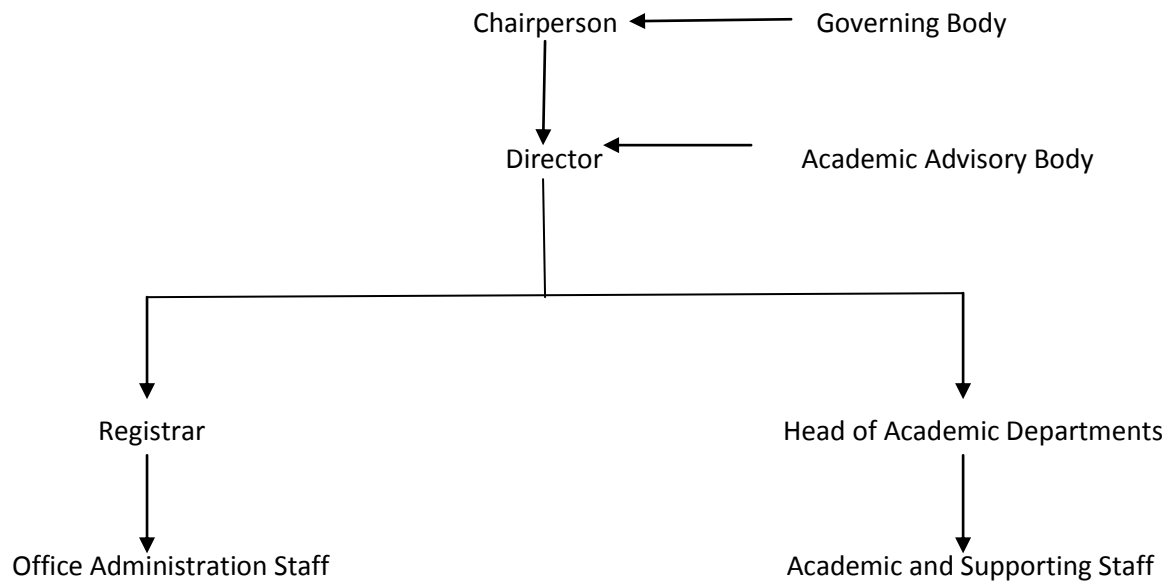 Chairperson Governing Body
Director Academic Advisory Body
Registrar Head of Academic Departments
Office Administration Staff Academic and Supporting Staff